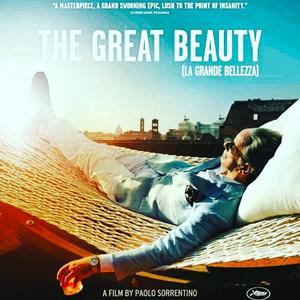 "A MASTERPIECE, A GRAND SWOONING EPIC, LUSH TO THE POINT OF INSANITY."
THE GREAT BEAUTY
(LA GRANDE BELLEZZA)
A FILM BY PAOLO SORRENTINO